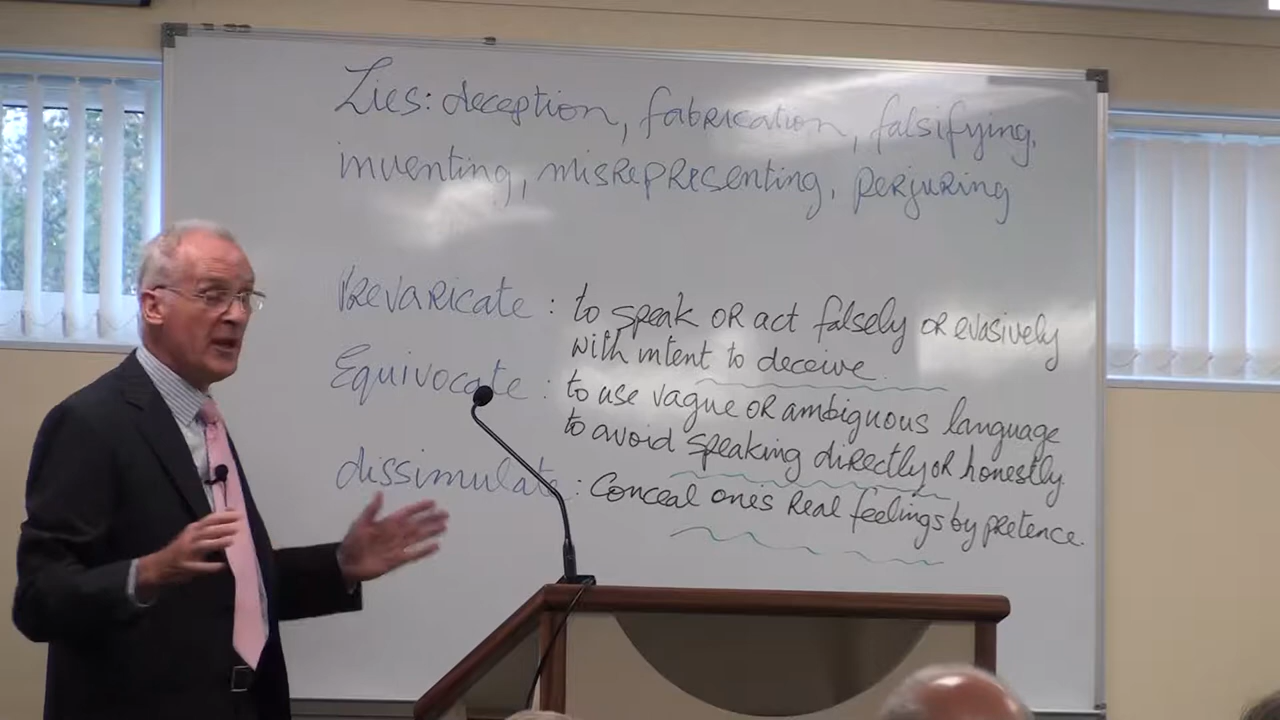 Lies: deception, fabrication, falsifying,
inventing, misrepresenting, perjuring
Prevaricate : to speak or act falsely or evasively
with intent to deceive.
Equivocate : to use vague or ambiguous language
to avoid speaking directly or honestly.
dissimulate : Conceal one's Real feelings by pretence.